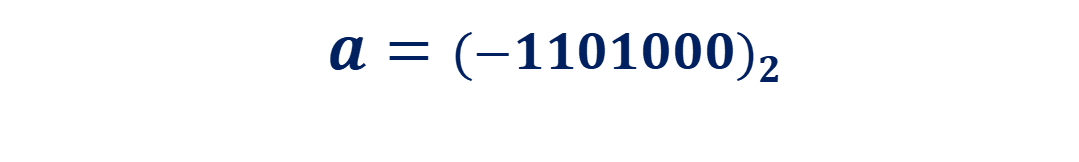 a = (−1101000)₂